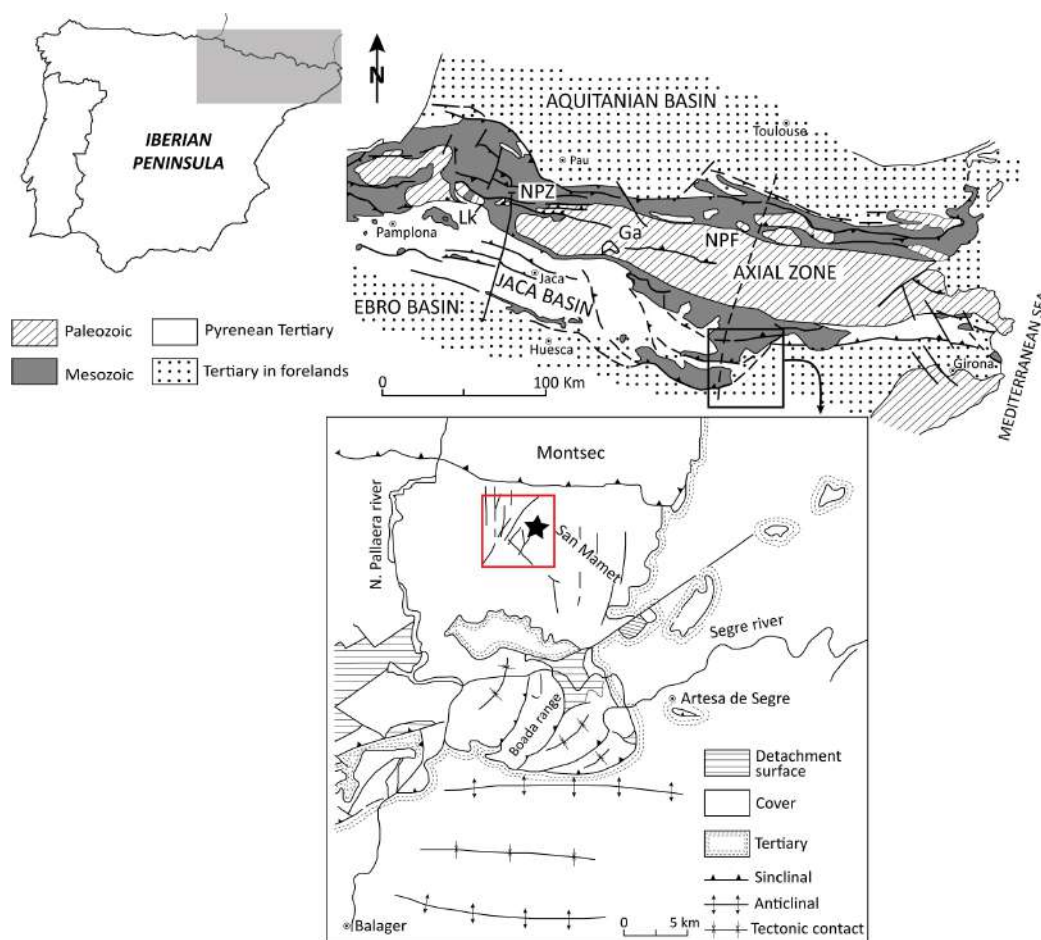 IBERIAN
PENINSULA
N
AQUITANIAN BASIN
Toulouse
Pau
NPZ
Lk
Pamplona
Ga
NPF
AXIAL ZONE
Jaca
JACA BASIN
EBRO BASIN
Huesca
Girona
MEDITERRANEAN SEA
0
100 Km
Paleozoic
Pyrenean Tertiary
Mesozoic
Tertiary in forelands
Montsec
N. Pallaera river
San Mamet
Segre river
Artesa de Segre
Boada range
Balager
Detachment
surface
Cover
Tertiary
Sinclinal
Anticlinal
Tectonic contact
0
5 km